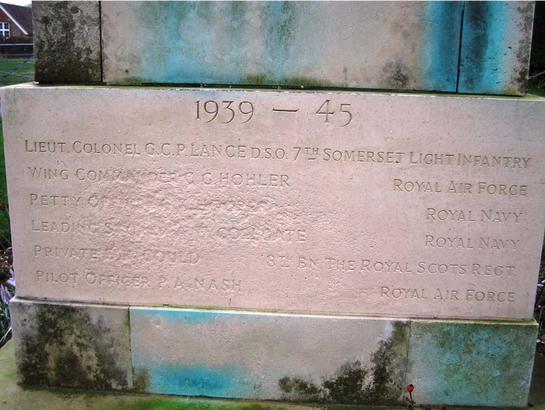 1939 — 45
LIEUT. COLONEL G.C.P. LANCE D.S.O. 7TH SOMERSET LIGHT INFANTRY
WING COMMANDER C.G. HOHLER ROYAL AIR FORCE
PETTY ROYAL NAVY
LEADING ROYAL NAVY
PRIVATE GOULD 8TH BN THE ROYAL SCOTS REGT.
PILOT OFFICER P.A. NASH ROYAL AIR FORCE